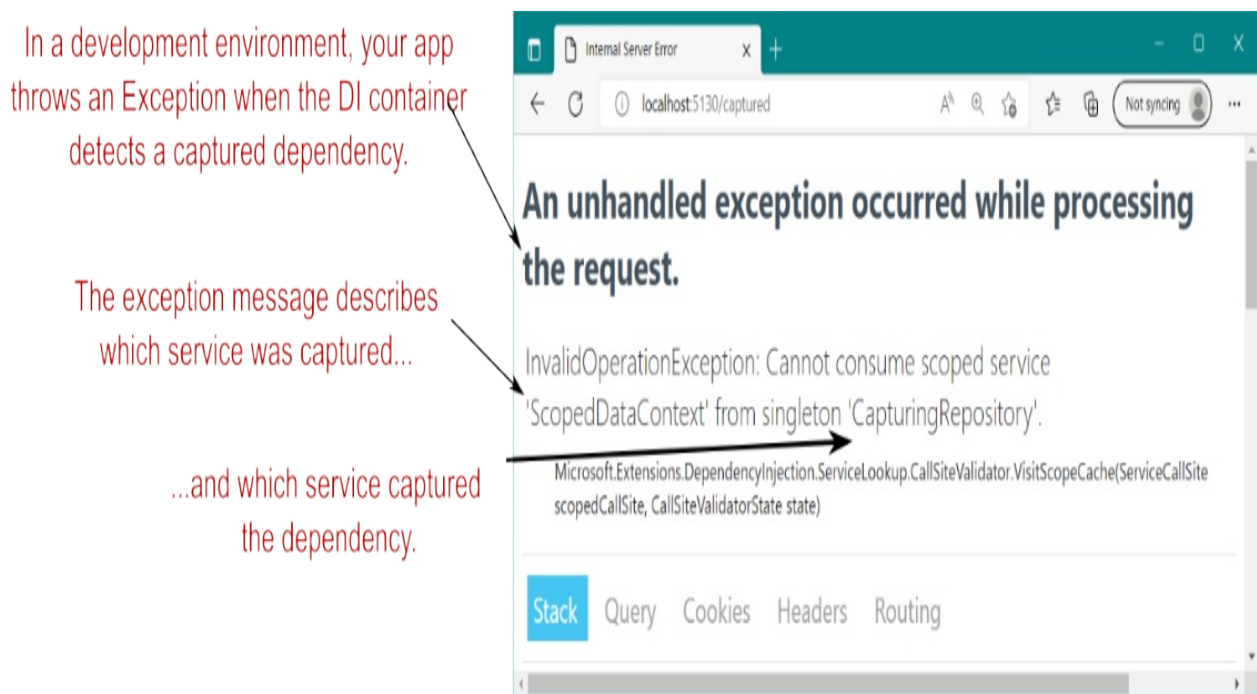 In a development environment, your app
throws an Exception when the DI container
detects a captured dependency.
The exception message describes
which service was captured...
...and which service captured
the dependency.
Internal Server Error
localhost:5130/captured
Not syncing
An unhandled exception occurred while processing
the request.
InvalidOperationException: Cannot consume scoped service
'ScopedDataContext' from singleton 'CapturingRepository'.
Microsoft.Extensions.DependencyInjection.ServiceLookup.CallSiteValidator.VisitScopeCache(ServiceCallSite
scopedCallSite, CallSiteValidatorState state)
Stack Query Cookies Headers Routing